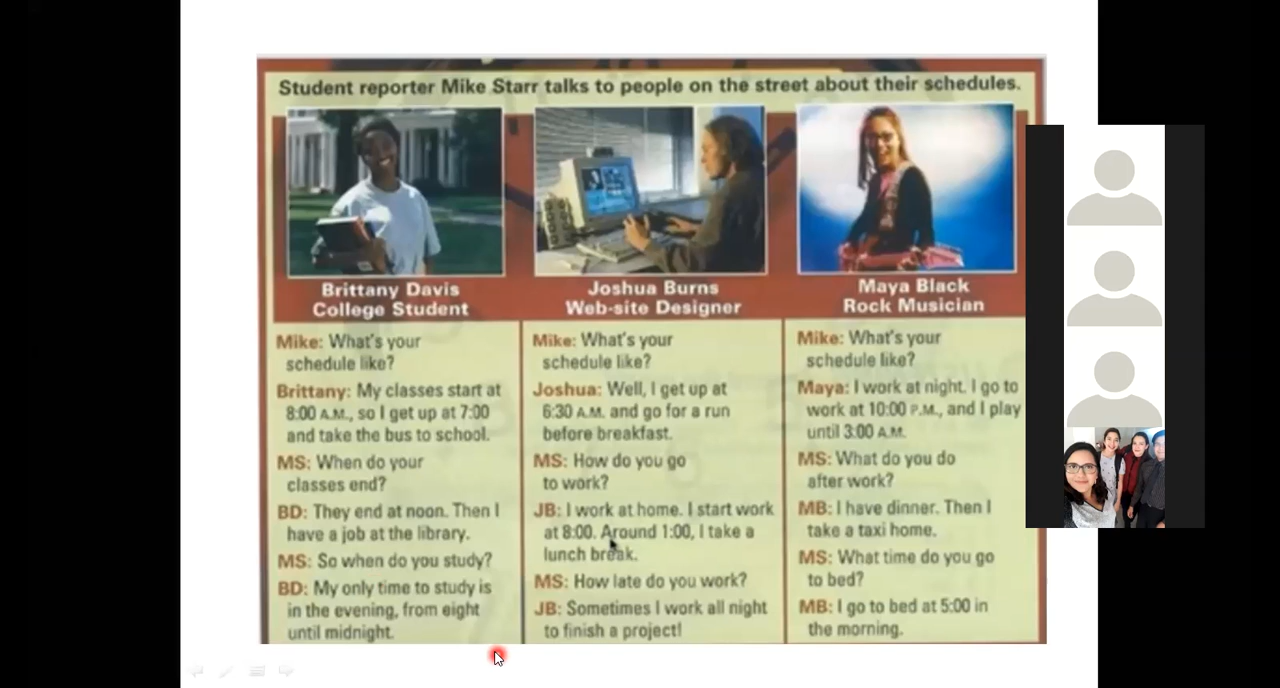 Student reporter Mike Starr talks to people on the street about their schedules.
Brittany Davis
College Student
Mike: What's your
schedule like?
Brittany: My classes start at
8:00 A.M., so I get up at 7:00
and take the bus to school.
MS: When do your
classes end?
BD: They end at noon. Then I
have a job at the library.
MS: So when do you study?
BD: My only time to study is
in the evening, from eight
until midnight.
Joshua Burns
Web-site Designer
Mike: What's your
schedule like?
Joshua: Well, I get up at
6:30 A.M. and go for a run
before breakfast.
MS: How do you go
to work?
JB: I work at home. I start work
at 8:00. Around 1:00, I take a
lunch break.
MS: How late do you work?
JB: Sometimes I work all night
to finish a project!
Maya Black
Rock Musician
Mike: What's your
schedule like?
Maya: I work at night. I go to
work at 10:00 P.M., and I play
until 3:00 A.M.
MS: What do you do
after work?
MB: I have dinner. Then I
take a taxi home.
MS: What time do you go
to bed?
MB: I go to bed at 5:00 in
the morning.